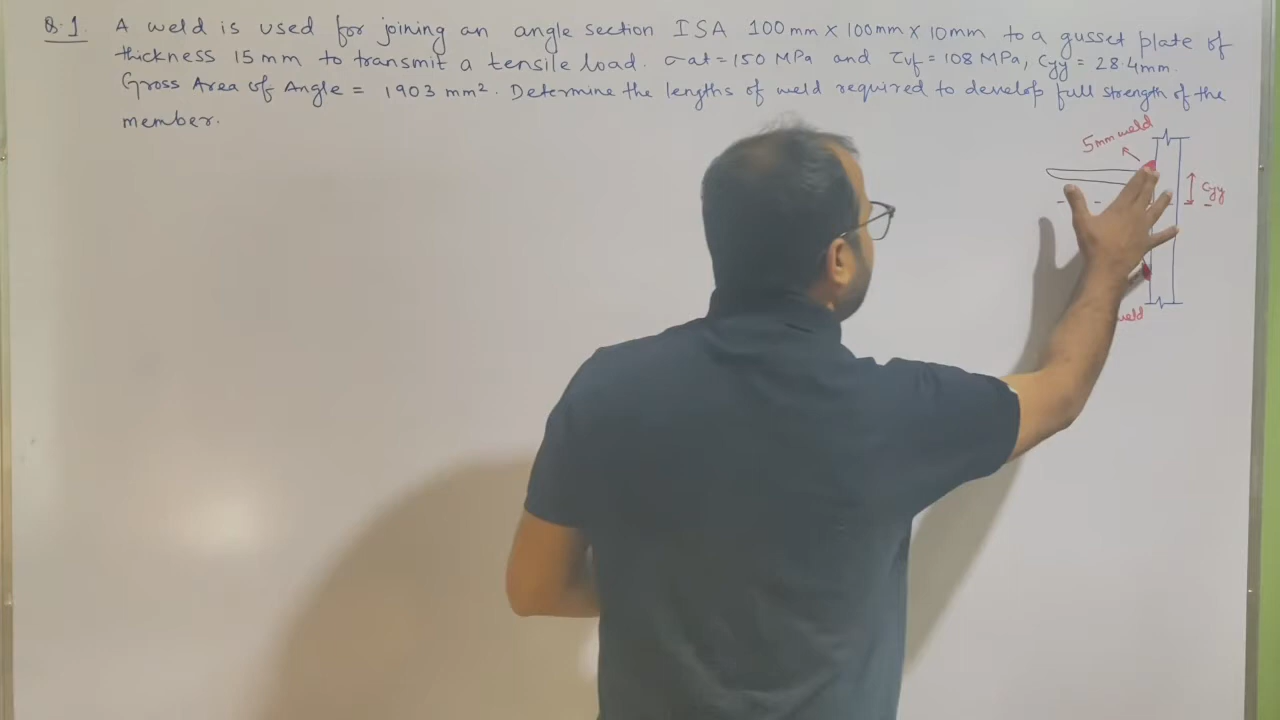 Q.1. A weld is used for joining an angle section ISA 100mm x 100mm x 10mm to a gusset plate of
thickness 15mm to transmit a tensile load. σat = 150 MPa and τvf = 108 MPa, Cyy = 28.4mm.
Gross Area of Angle = 1903 mm². Determine the lengths of weld required to develop full strength of the
member.
5mm weld
Cyy
weld